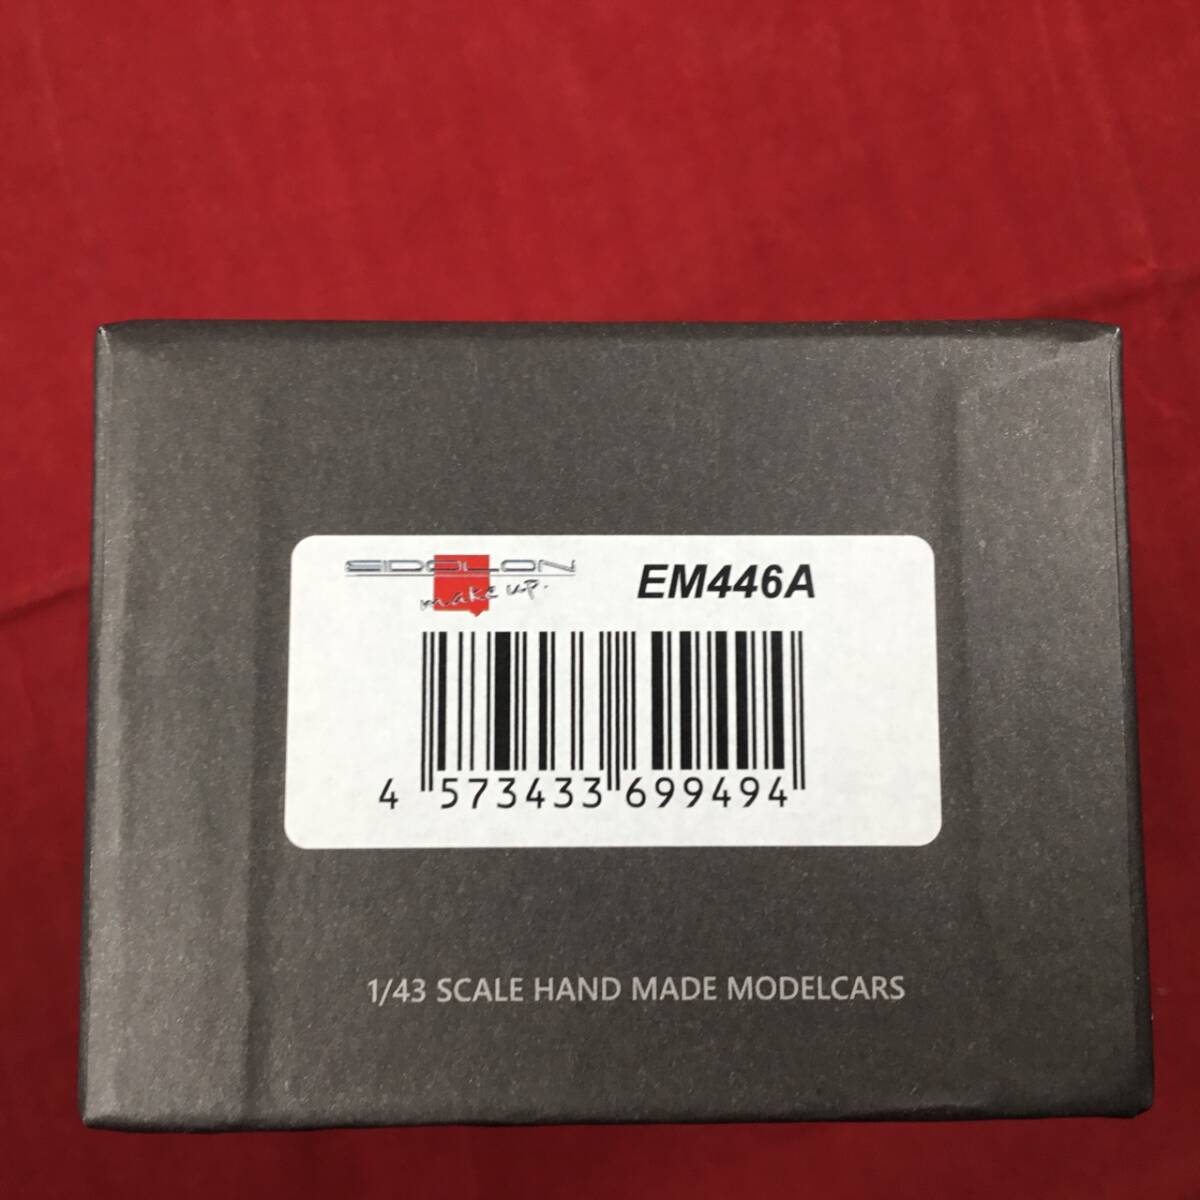 EIDOLON
make up.
EM446A
4 573433 699494
1/43 SCALE HAND MADE MODELCARS